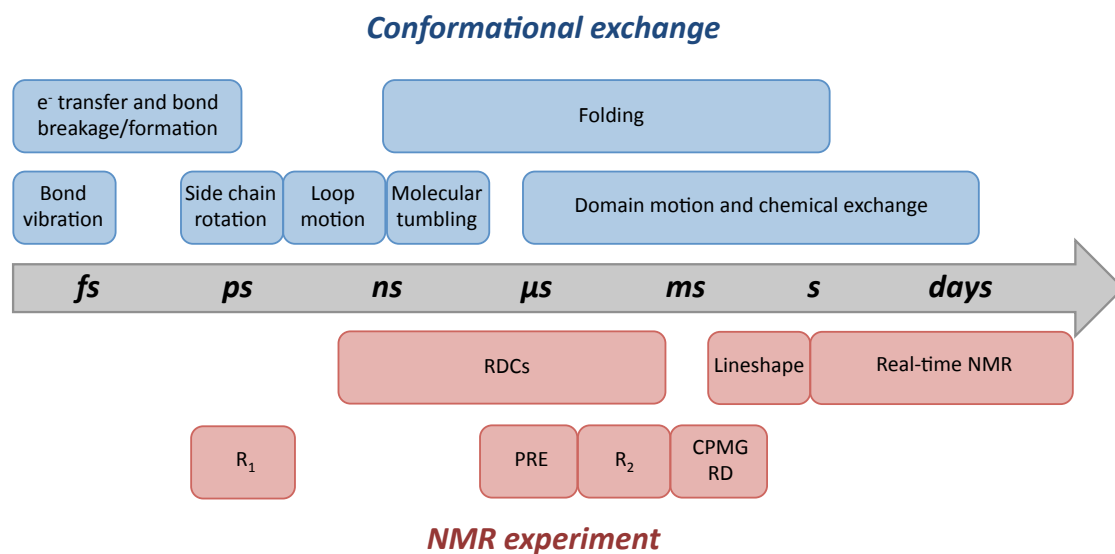 Conformational exchange
e⁻ transfer and bond
breakage/formation
Folding
Bond
vibration
Side chain
rotation
Loop
motion
Molecular
tumbling
Domain motion and chemical exchange
fs ps ns μs ms s days
RDCs
Lineshape
Real-time NMR
R₁
PRE
R₂
CPMG
RD
NMR experiment